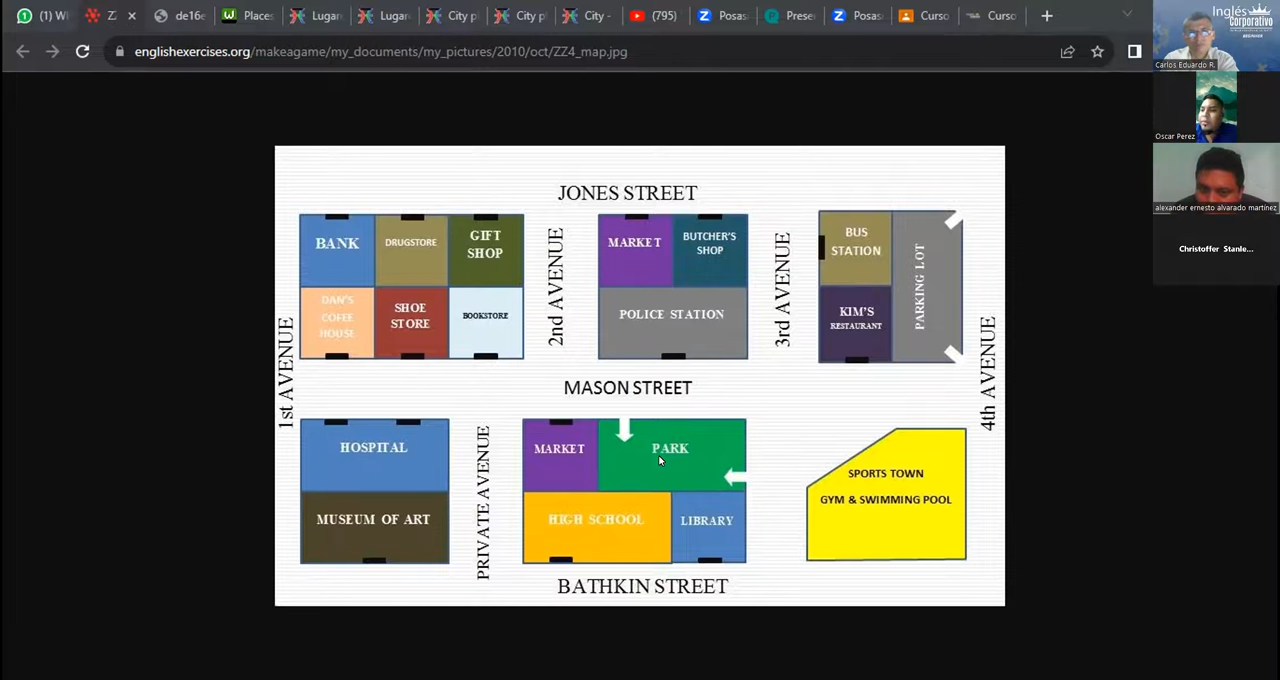 (1) W
ZZ
de16e
Places
Lugar
Lugar
City p
City p
City -
(795)
Posas
Prese
Posas
Curso
Curso
englishexercises.org/makeagame/my_documents/my_pictures/2010/oct/ZZ4_map.jpg
Inglés
Corporativo
Carlos Eduardo R.
Oscar Perez
alexander ernesto alvarado martinez
Christoffer Stanle...
JONES STREET
BANK
DRUGSTORE
GIFT
SHOP
DAN'S
COFEE
HOUSE
SHOE
STORE
BOOKSTORE
1st AVENUE
2nd AVENUE
MARKET
BUTCHER'S
SHOP
POLICE STATION
3rd AVENUE
BUS
STATION
KIM'S
RESTAURANT
PARKING LOT
4th AVENUE
MASON STREET
HOSPITAL
MUSEUM OF ART
PRIVATE AVENUE
MARKET
PARK
HIGH SCHOOL
LIBRARY
SPORTS TOWN
GYM & SWIMMING POOL
BATHKIN STREET